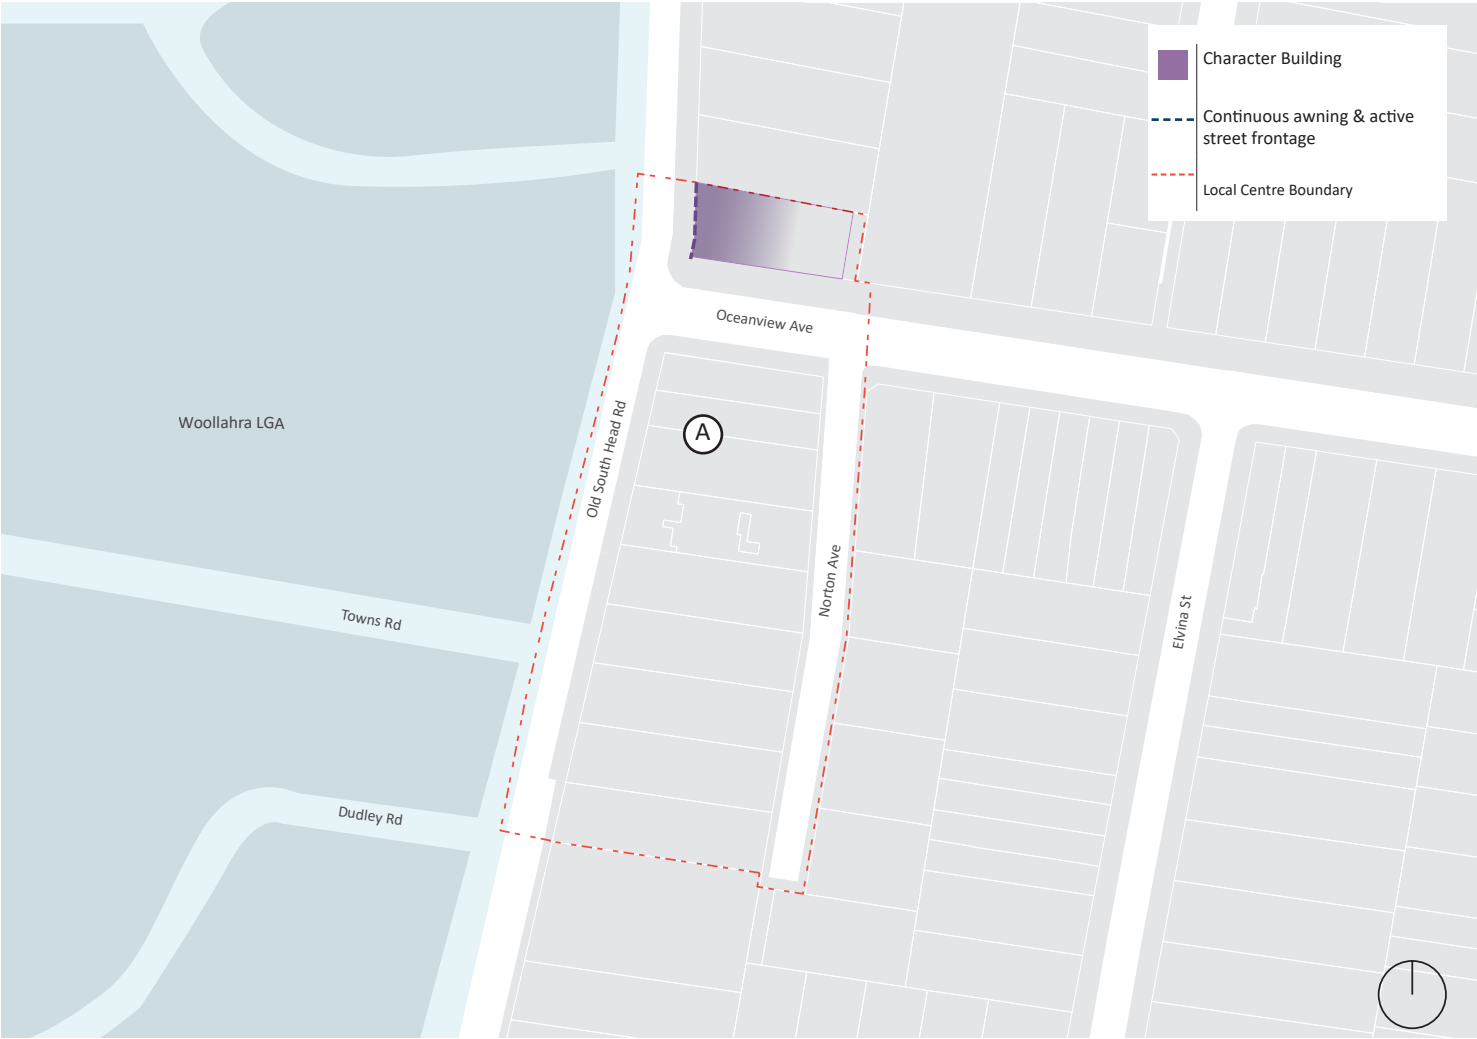 Character Building
Continuous awning & active
street frontage
Local Centre Boundary
Oceanview Ave
Woollahra LGA
A
Old South Head Rd
Norton Ave
Elvina St
Towns Rd
Dudley Rd